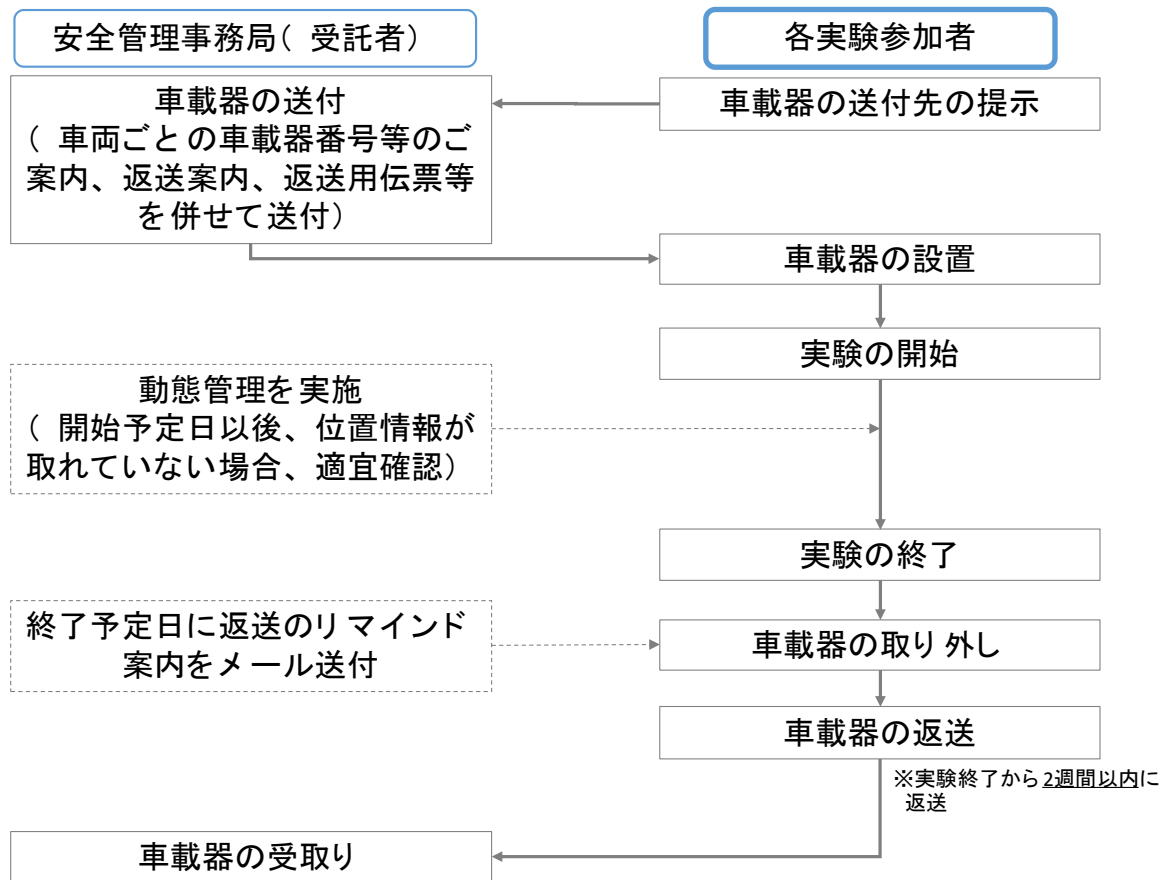 安全管理事務局(受託者)
各実験参加者
車載器の送付
(車両ごとの車載器番号等のご
案内、返送案内、返送用伝票等
を併せて送付)
車載器の送付先の提示
車載器の設置
実験の開始
動態管理を実施
(開始予定日以後、位置情報が
取れていない場合、適宜確認)
実験の終了
終了予定日に返送のリマインド
案内をメール送付
車載器の取り外し
車載器の返送
※実験終了から2週間以内に
返送
車載器の受取り